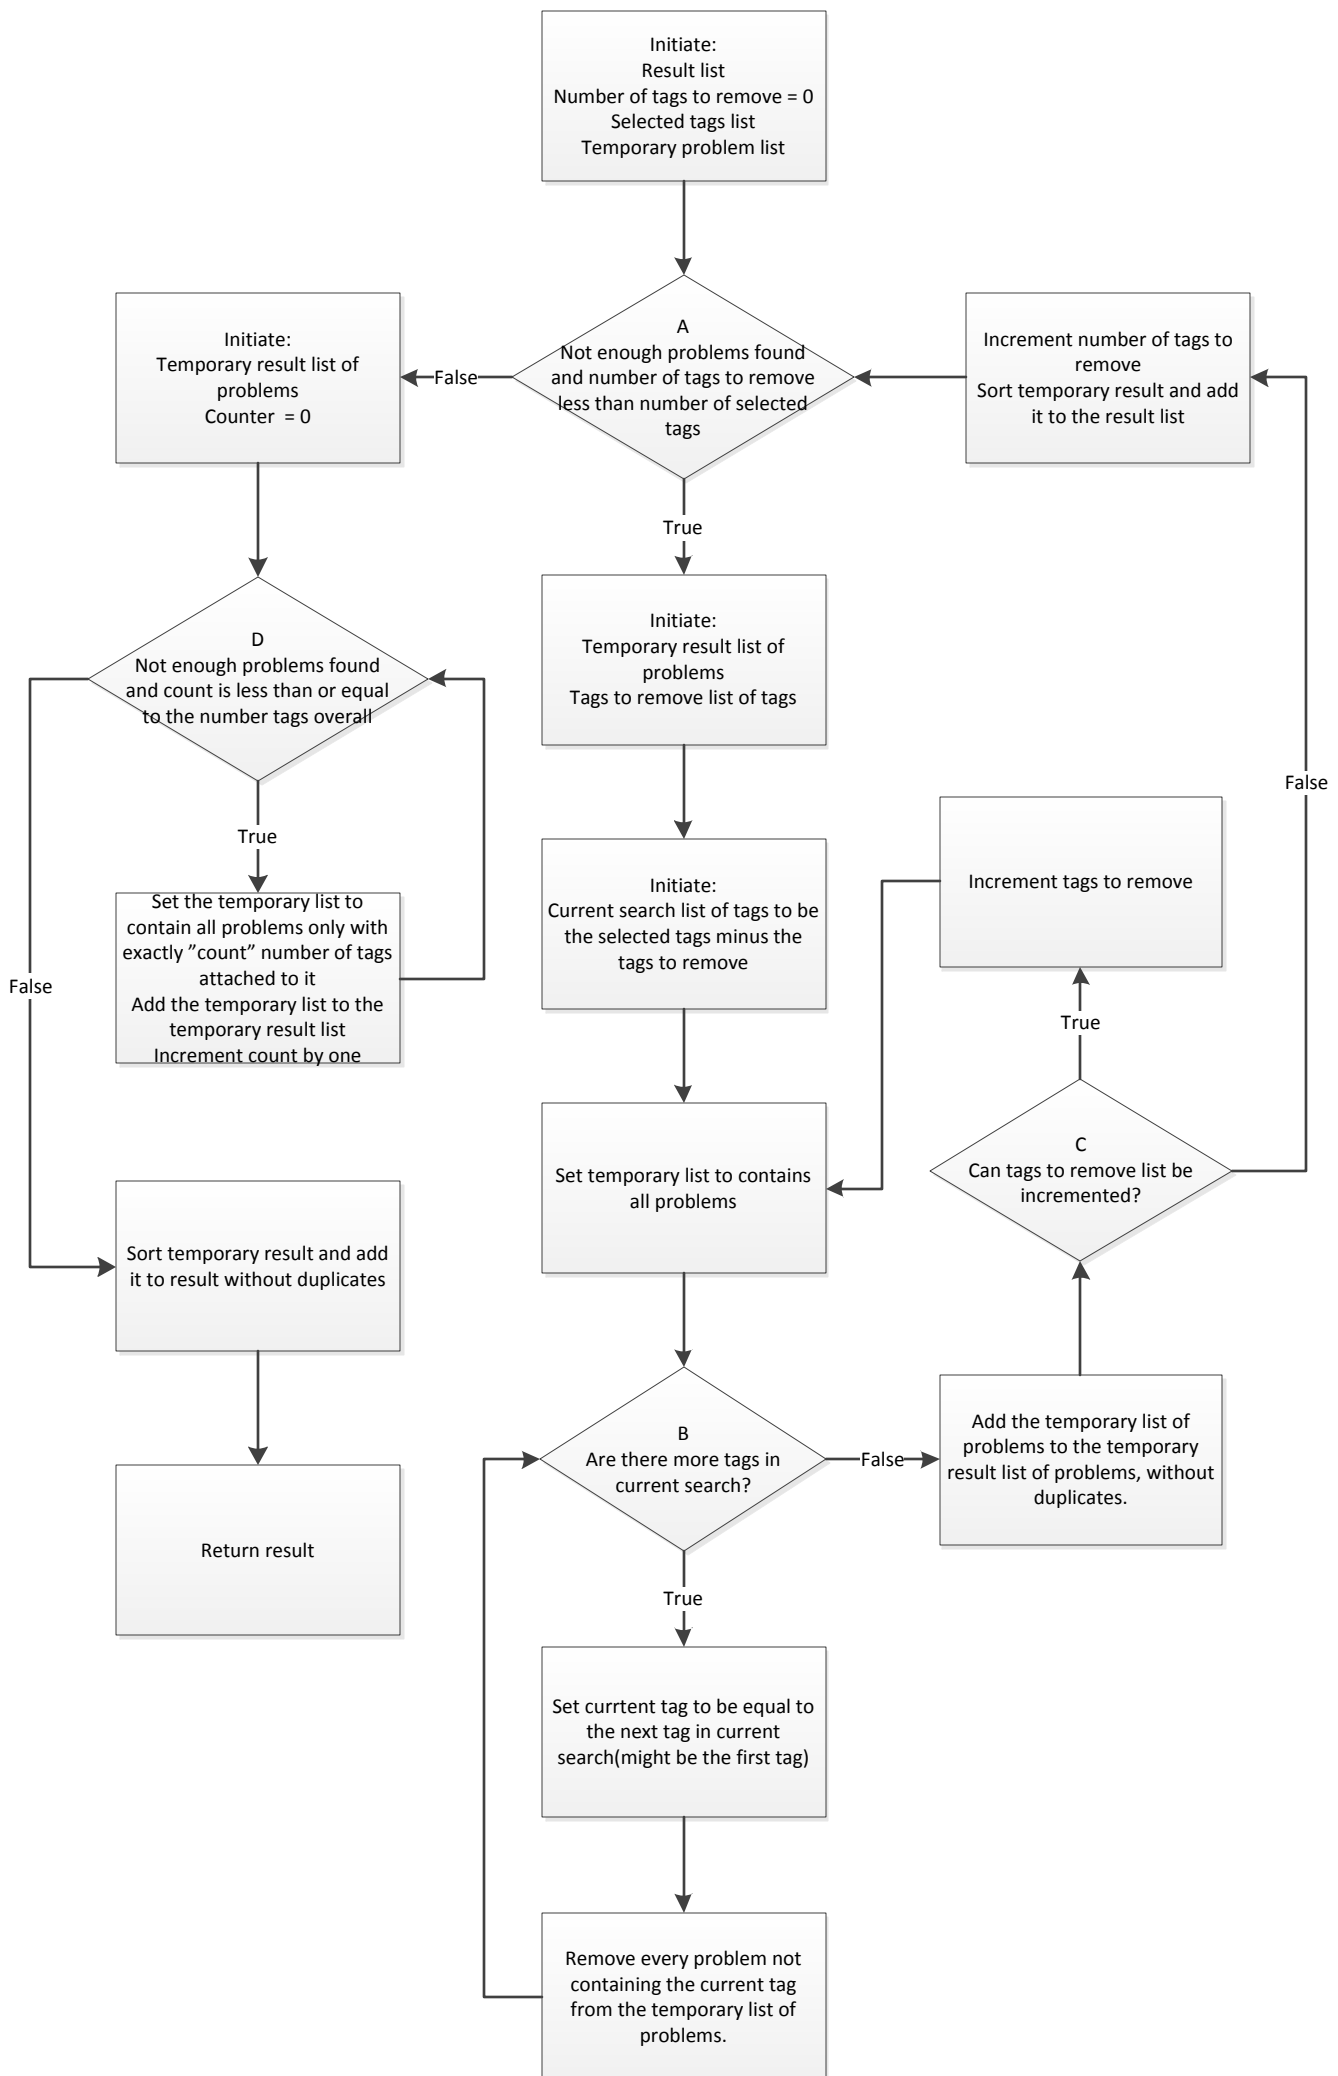 Initiate:
Result list
Number of tags to remove = 0
Selected tags list
Temporary problem list
Initiate:
Temporary result list of
problems
Counter  = 0
False
A
Not enough problems found
and number of tags to remove
less than number of selected
tags
Increment number of tags to
remove
Sort temporary result and add
it to the result list
True
D
Not enough problems found
and count is less than or equal
to the number tags overall
Initiate:
Temporary result list of
problems
Tags to remove list of tags
False
True
Initiate:
Current search list of tags to be
the selected tags minus the
tags to remove
Increment tags to remove
Set the temporary list to
contain all problems only with
exactly ”count” number of tags
attached to it
Add the temporary list to the
temporary result list
Increment count by one
False
True
Set temporary list to contains
all problems
C
Can tags to remove list be
incremented?
Sort temporary result and add
it to result without duplicates
B
Are there more tags in
current search?
False
Add the temporary list of
problems to the temporary
result list of problems, without
duplicates.
Return result
True
Set currtent tag to be equal to
the next tag in current
search(might be the first tag)
Remove every problem not
containing the current tag
from the temporary list of
problems.